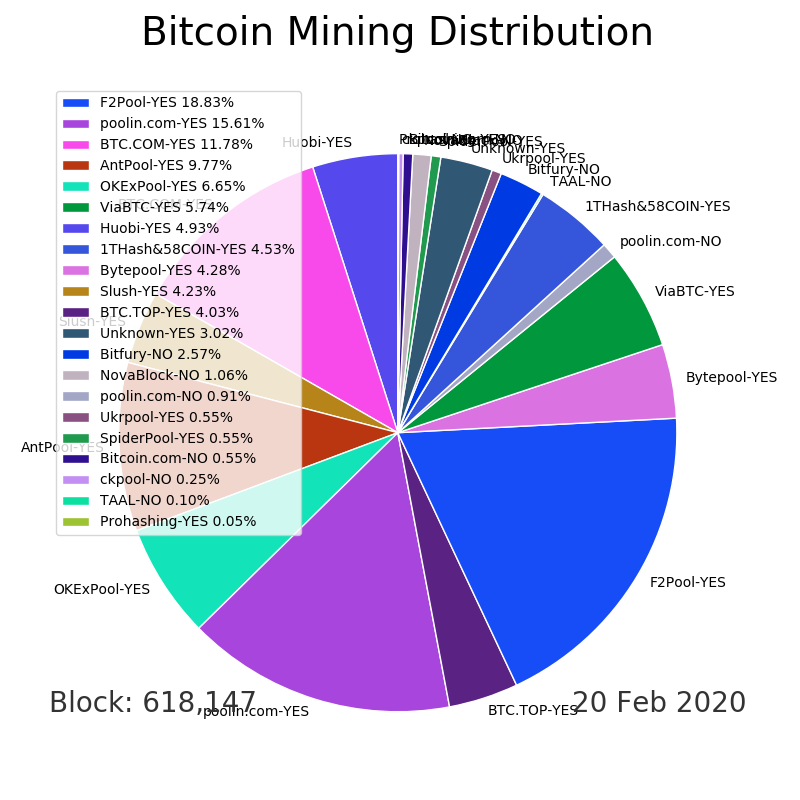 Bitcoin Mining Distribution
F2Pool-YES 18.83%
poolin.com-YES 15.61%
BTC.COM-YES 11.78%
AntPool-YES 9.77%
OKExPool-YES 6.65%
ViaBTC-YES 5.74%
Huobi-YES 4.93%
1THash&58COIN-YES 4.53%
Bytepool-YES 4.28%
Slush-YES 4.23%
BTC.TOP-YES 4.03%
Unknown-YES 3.02%
Bitfury-NO 2.57%
NovaBlock-NO 1.06%
poolin.com-NO 0.91%
Ukrpool-YES 0.55%
SpiderPool-YES 0.55%
Bitcoin.com-NO 0.55%
ckpool-NO 0.25%
TAAL-NO 0.10%
Prohashing-YES 0.05%
Huobi-YES
Unknown-YES
Ukrpool-YES
Bitfury-NO
TAAL-NO
1THash&58COIN-YES
poolin.com-NO
ViaBTC-YES
Bytepool-YES
F2Pool-YES
BTC.TOP-YES
poolin.com-YES
OKExPool-YES
AntPool-YES
Slush-YES
BTC.COM-YES
Block: 618,147
20 Feb 2020